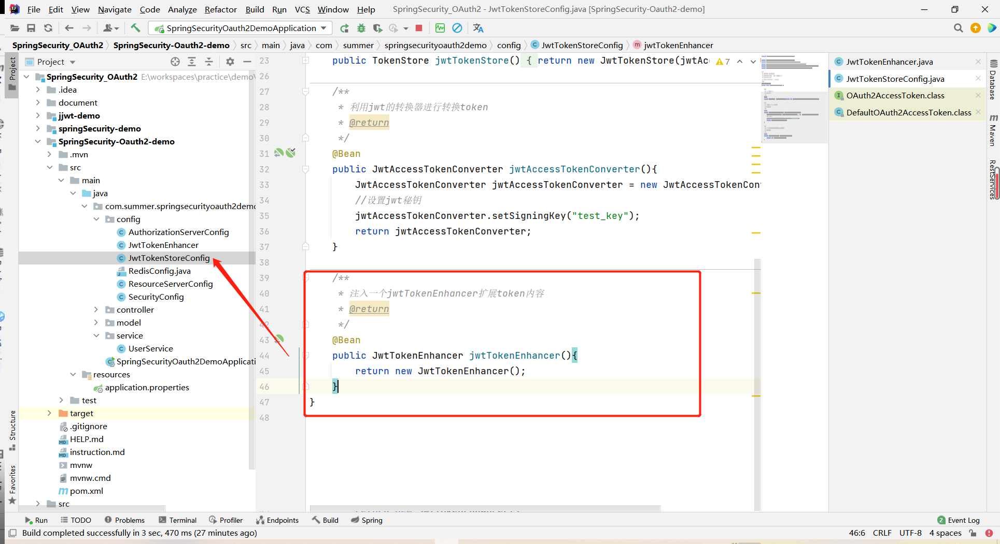 File Edit View Navigate Code Analyze Refactor Build Run VCS Window Help SpringSecurity_OAuth2 - JwtTokenStoreConfig.java [SpringSecurity-Oauth2-demo]
SpringSecurityOauth2DemoApplication
SpringSecurity_OAuth2 SpringSecurity-Oauth2-demo src main java com summer springsecurityoauth2demo config JwtTokenStoreConfig jwtTokenEnhancer
Project
Project
SpringSecurity_OAuth2 E:\workspaces\practice\demo\
.idea
document
jjwt-demo
springSecurity-demo
SpringSecurity-Oauth2-demo
.mvn
src
main
java
com.summer.springsecurityoauth2demo
config
AuthorizationServerConfig
JwtTokenEnhancer
JwtTokenStoreConfig
RedisConfig.java
ResourceServerConfig
SecurityConfig
controller
model
service
UserService
SpringSecurityOauth2DemoApplicati
resources
application.properties
test
target
.gitignore
HELP.md
instruction.md
mvnw
mvnw.cmd
pom.xml
src
Structure
Favorites
23 public TokenStore jwtTokenStore() { return new JwtTokenStore(jwtAc 7
26
27 /**
28 * 利用jwt的转换器进行转换token
29 * @return
30 */
31 @Bean
32 public JwtAccessTokenConverter jwtAccessTokenConverter(){
33 JwtAccessTokenConverter jwtAccessTokenConverter = new JwtAccessTokenCon
34 //设置jwt秘钥
35 jwtAccessTokenConverter.setSigningKey("test_key");
36 return jwtAccessTokenConverter;
37 }
38
39 /**
40 * 注入一个jwtTokenEnhancer扩展token内容
41 * @return
42 */
43 @Bean
44 public JwtTokenEnhancer jwtTokenEnhancer(){
45 return new JwtTokenEnhancer();
46 }
47 }
48
JwtTokenEnhancer.java
JwtTokenStoreConfig.java
OAuth2AccessToken.class
DefaultOAuth2AccessToken.class
Database
Maven
RestServices
Run TODO Problems Terminal Profiler Endpoints Build Spring 2 Event Log
Build completed successfully in 3 sec, 470 ms (27 minutes ago) 46:6 CRLF UTF-8 4 spaces